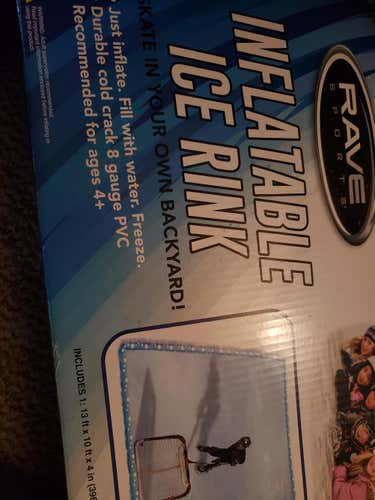 RAVE
SPORTS
INFLATABLE
ICE RINK
SKATE IN YOUR OWN BACKYARD!
Just inflate. Fill with water. Freeze.
Durable cold crack 8 gauge PVC
Recommended for ages 4+
INCLUDES 1: 13 ft x 10 ft x 4 in (396